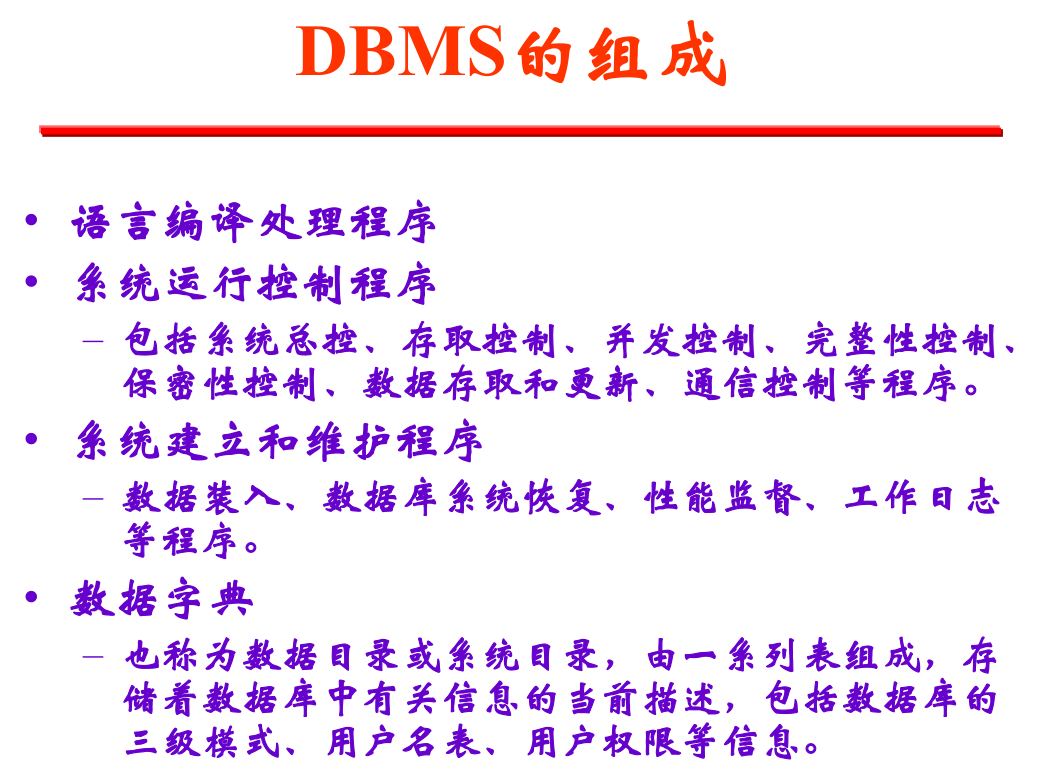 DBMS的组成
• 语言编译处理程序
• 系统运行控制程序
– 包括系统总控、存取控制、并发控制、完整性控制、
保密性控制、数据存取和更新、通信控制等程序。
• 系统建立和维护程序
– 数据装入、数据库系统恢复、性能监督、工作日志
等程序。
• 数据字典
– 也称为数据目录或系统目录，由一系列表组成，存
储着数据库中有关信息的当前描述，包括数据库的
三级模式、用户名表、用户权限等信息。